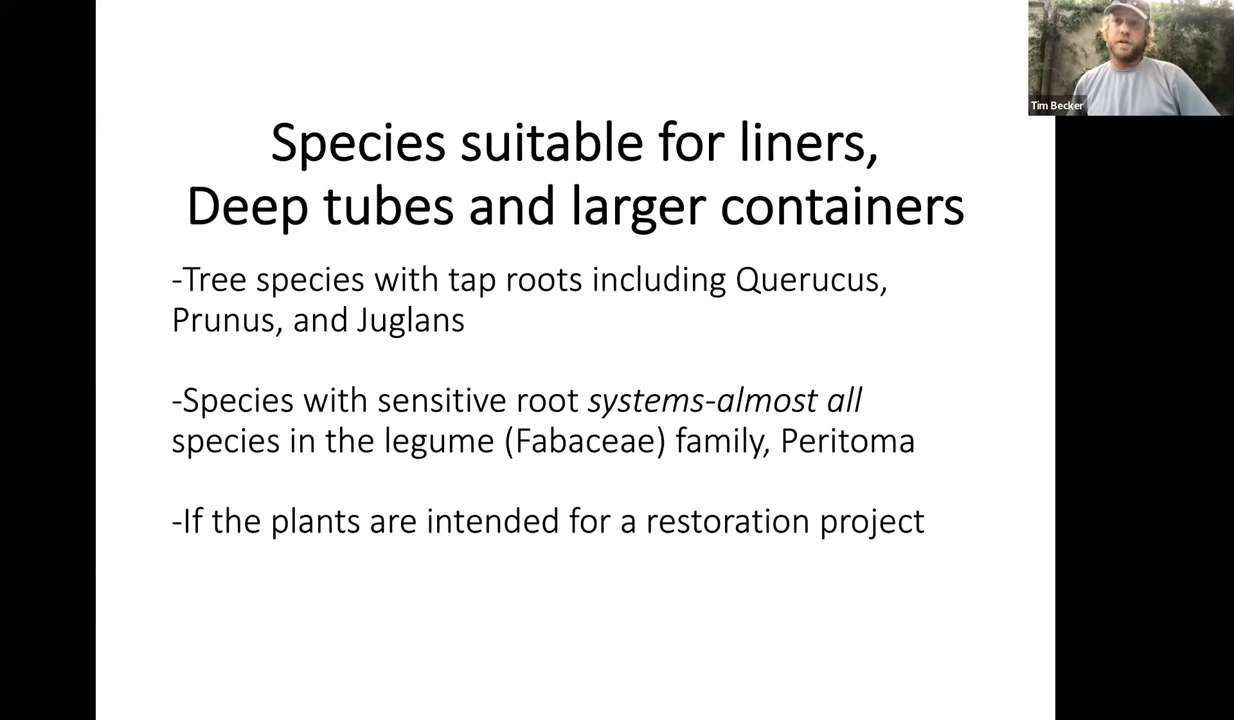 Tim Becker
Species suitable for liners,
Deep tubes and larger containers
-Tree species with tap roots including Querucus,
Prunus, and Juglans
-Species with sensitive root systems-almost all
species in the legume (Fabaceae) family, Peritoma
-If the plants are intended for a restoration project